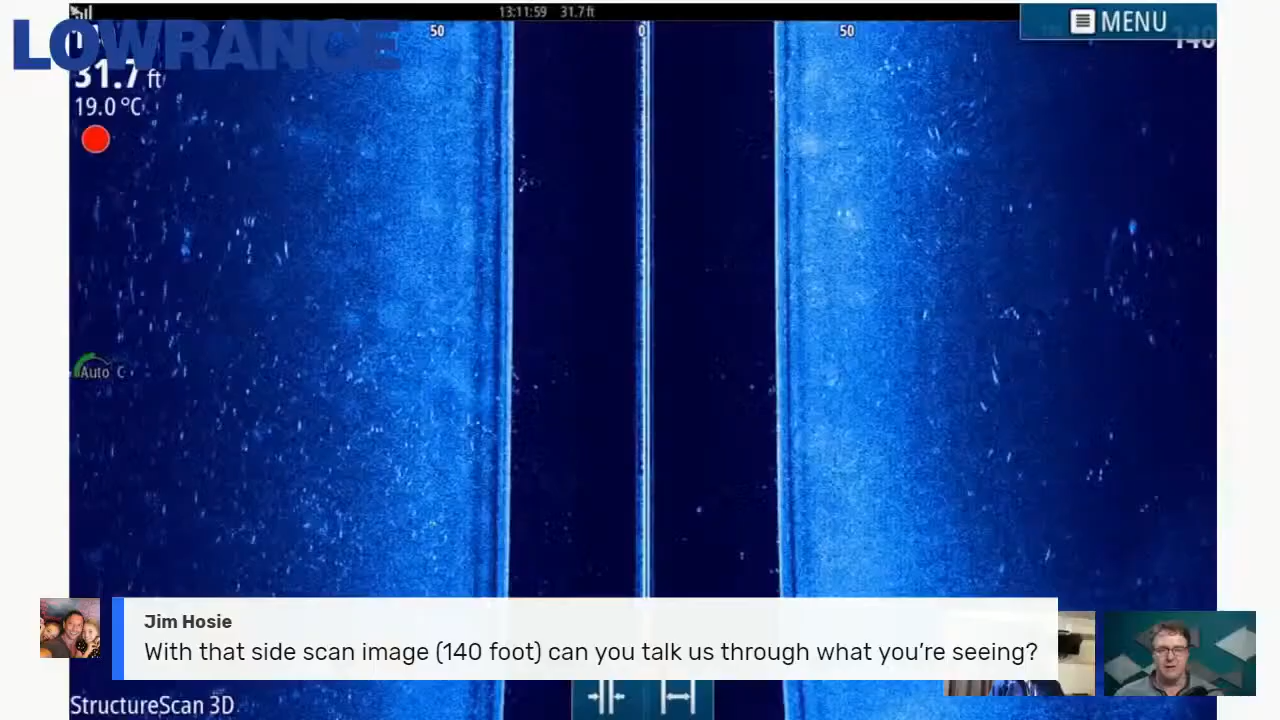 13:11:59 31.7 ft
MENU
LOWRANCE
50
0
50
140
31.7 ft
19.0 °C
Auto C
Jim Hosie
With that side scan image (140 foot) can you talk us through what you're seeing?
StructureScan 3D